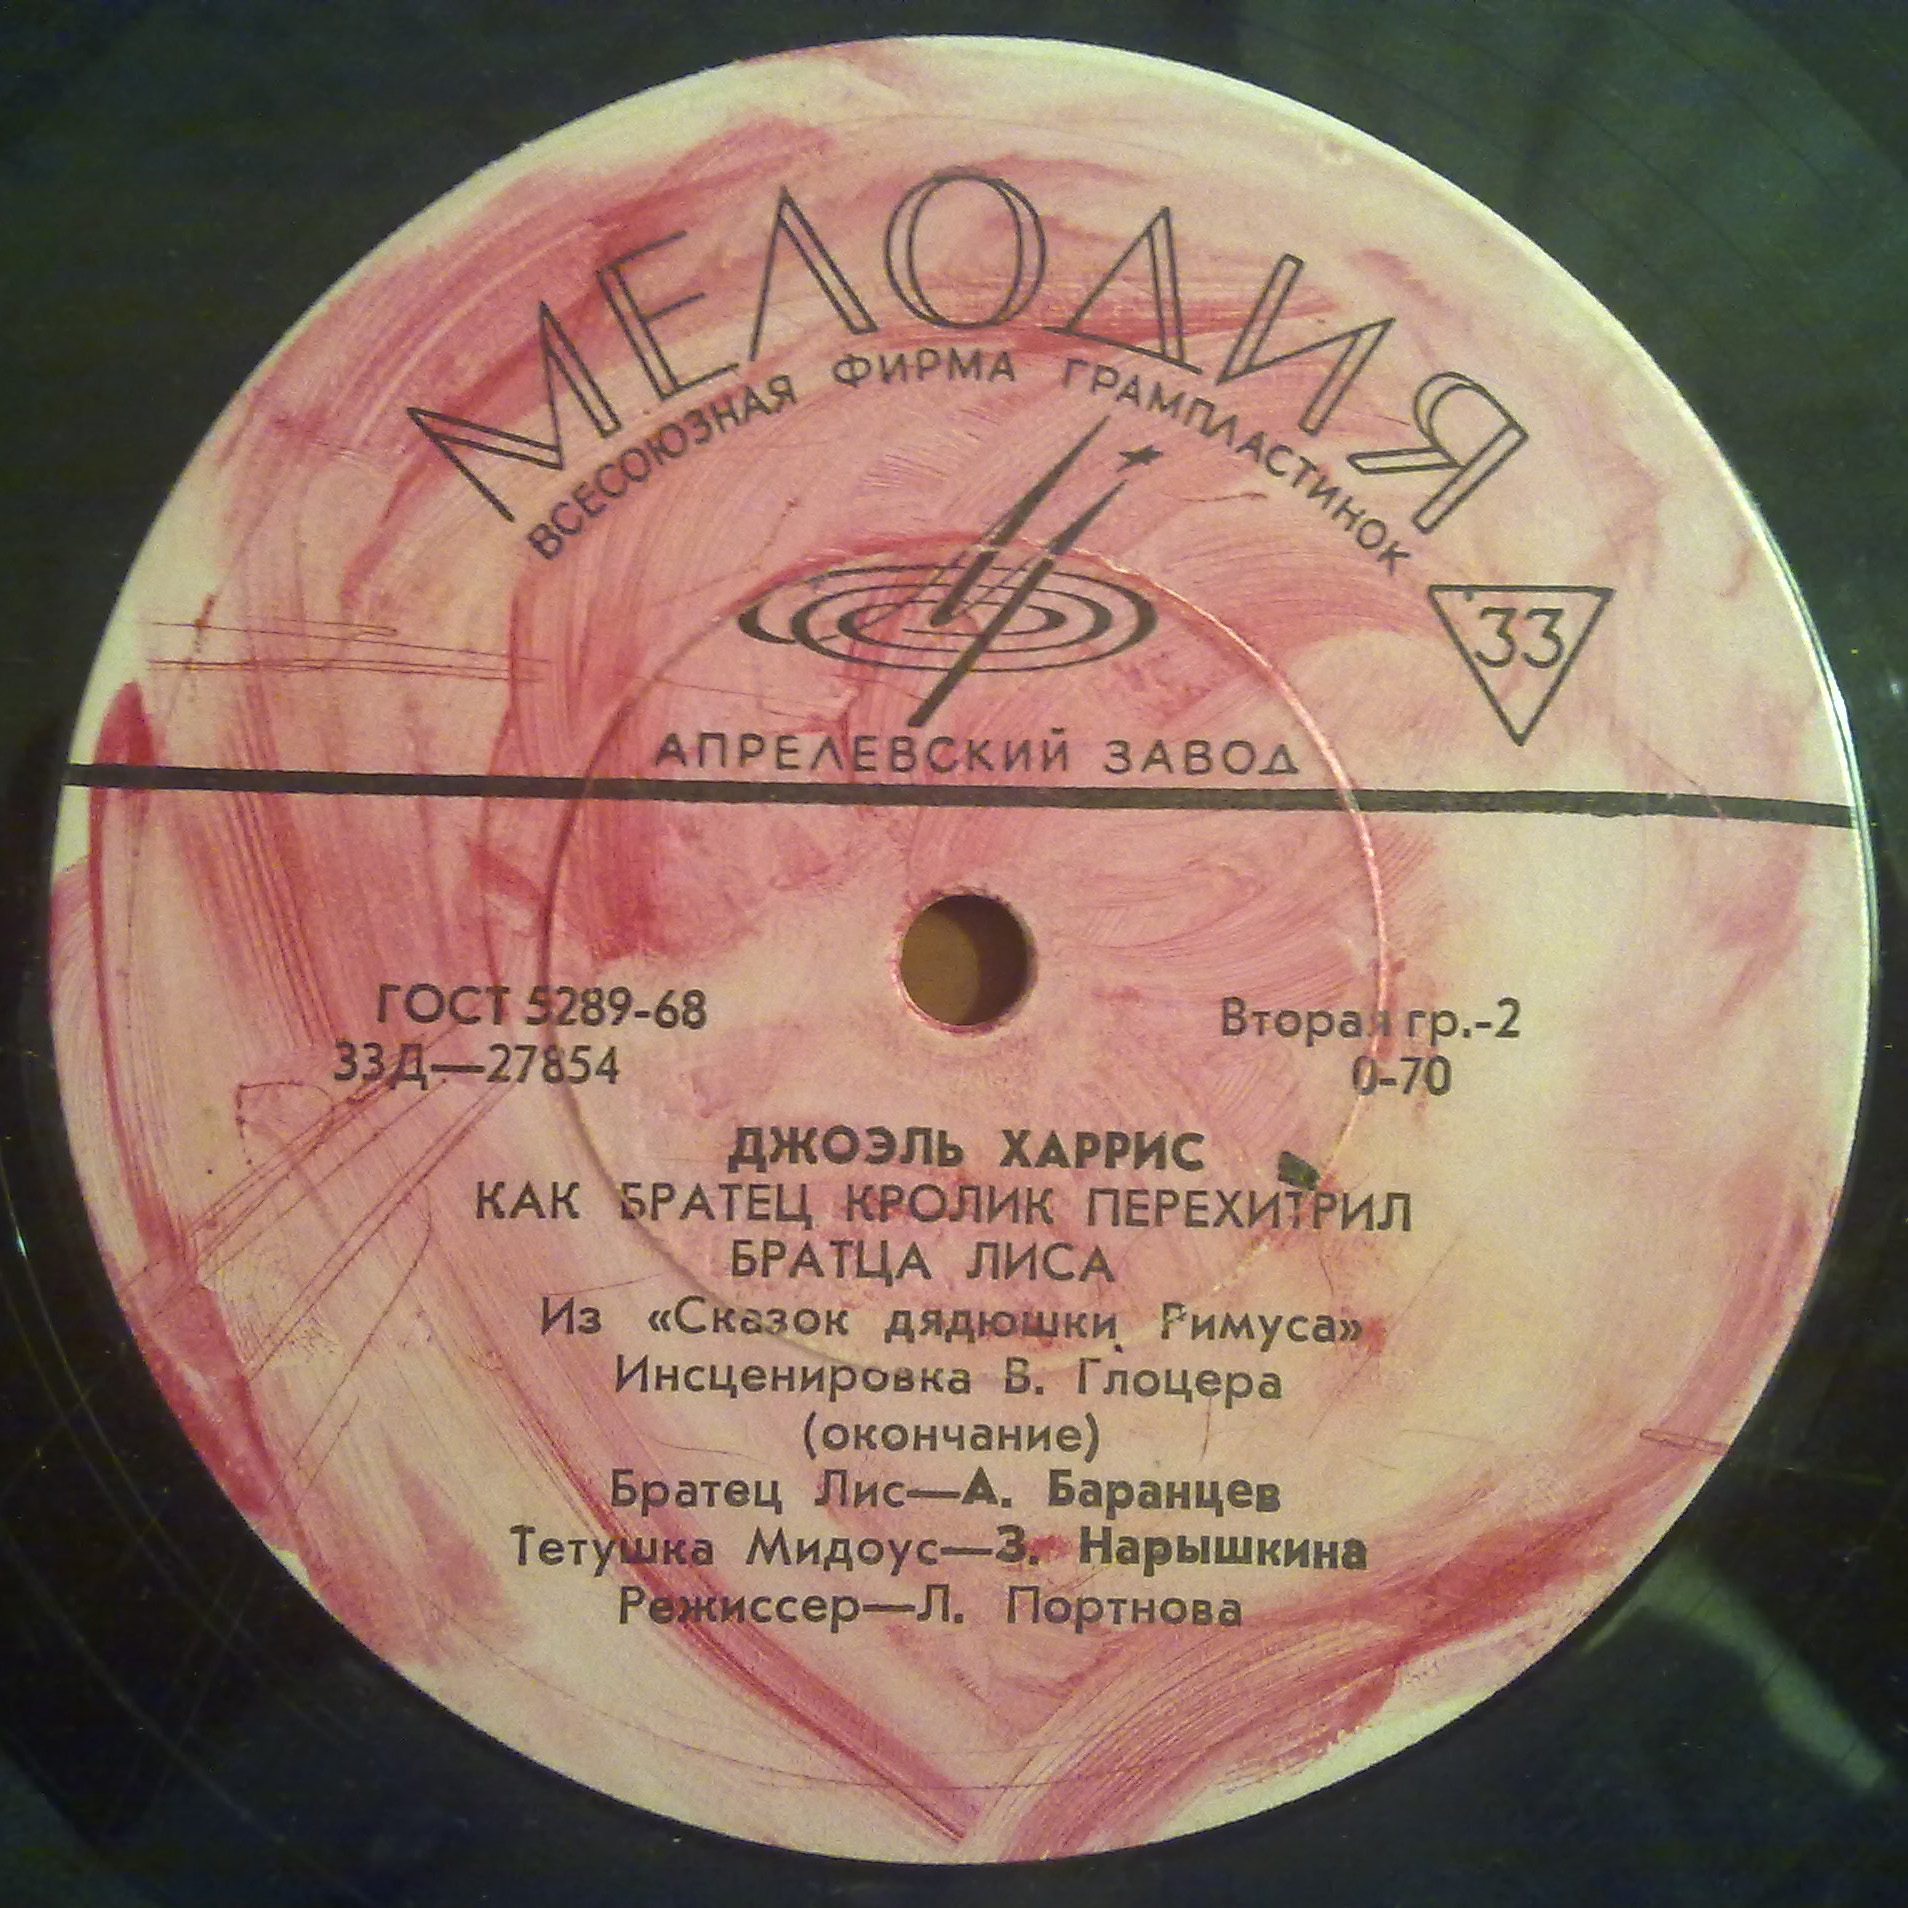 МЕЛОДИЯ
ВСЕСОЮЗНАЯ ФИРМА ГРАМПЛАСТИНОК
33
АПРЕЛЕВСКИЙ ЗАВОД
ГОСТ 5289-68
Вторая гр.-2
33Д—27854
0-70
ДЖОЭЛЬ ХАРРИС
КАК БРАТЕЦ КРОЛИК ПЕРЕХИТРИЛ
БРАТЦА ЛИСА
Из «Сказок дядюшки Римуса»
Инсценировка В. Глоцера
(окончание)
Братец Лис—А. Баранцев
Тетушка Мидоус—З. Нарышкина
Режиссер—Л. Портнова